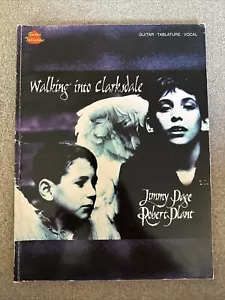 GUITAR · TABLATURE · VOCAL
Walking into Clarksdale
Jimmy Page
Robert Plant